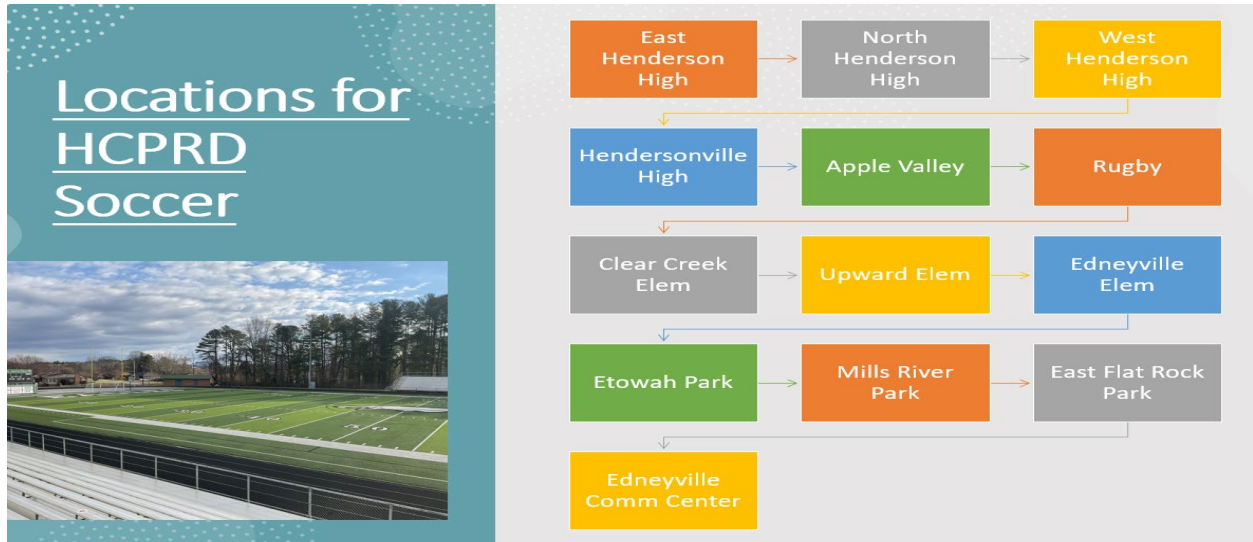 Locations for
HCPRD
Soccer
East
Henderson
High
North
Henderson
High
West
Henderson
High
Hendersonville
High
Apple Valley
Rugby
Clear Creek
Elem
Upward Elem
Edneyville
Elem
Etowah Park
Mills River
Park
East Flat Rock
Park
Edneyville
Comm Center